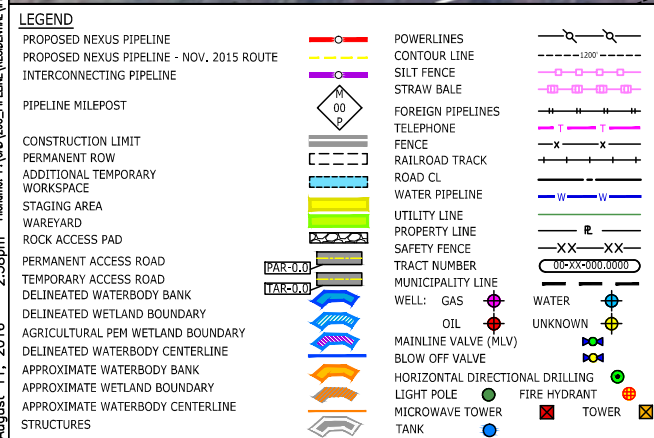 LEGEND
PROPOSED NEXUS PIPELINE
PROPOSED NEXUS PIPELINE - NOV. 2015 ROUTE
INTERCONNECTING PIPELINE
PIPELINE MILEPOST
M
00
P
CONSTRUCTION LIMIT
PERMANENT ROW
ADDITIONAL TEMPORARY
WORKSPACE
STAGING AREA
WAREYARD
ROCK ACCESS PAD
PERMANENT ACCESS ROAD
PAR-0.0
TEMPORARY ACCESS ROAD
TAR-0.0
DELINEATED WATERBODY BANK
DELINEATED WETLAND BOUNDARY
AGRICULTURAL PEM WETLAND BOUNDARY
DELINEATED WATERBODY CENTERLINE
APPROXIMATE WATERBODY BANK
APPROXIMATE WETLAND BOUNDARY
APPROXIMATE WATERBODY CENTERLINE
STRUCTURES
POWERLINES
CONTOUR LINE 1200'
SILT FENCE
STRAW BALE
FOREIGN PIPELINES
TELEPHONE T T
FENCE X X
RAILROAD TRACK
ROAD CL
WATER PIPELINE W W
UTILITY LINE
PROPERTY LINE ⅊
SAFETY FENCE XX XX
TRACT NUMBER 00-XX-000.0000
MUNICIPALITY LINE
WELL: GAS WATER
OIL UNKNOWN
MAINLINE VALVE (MLV)
BLOW OFF VALVE
HORIZONTAL DIRECTIONAL DRILLING
LIGHT POLE FIRE HYDRANT
MICROWAVE TOWER TOWER
TANK